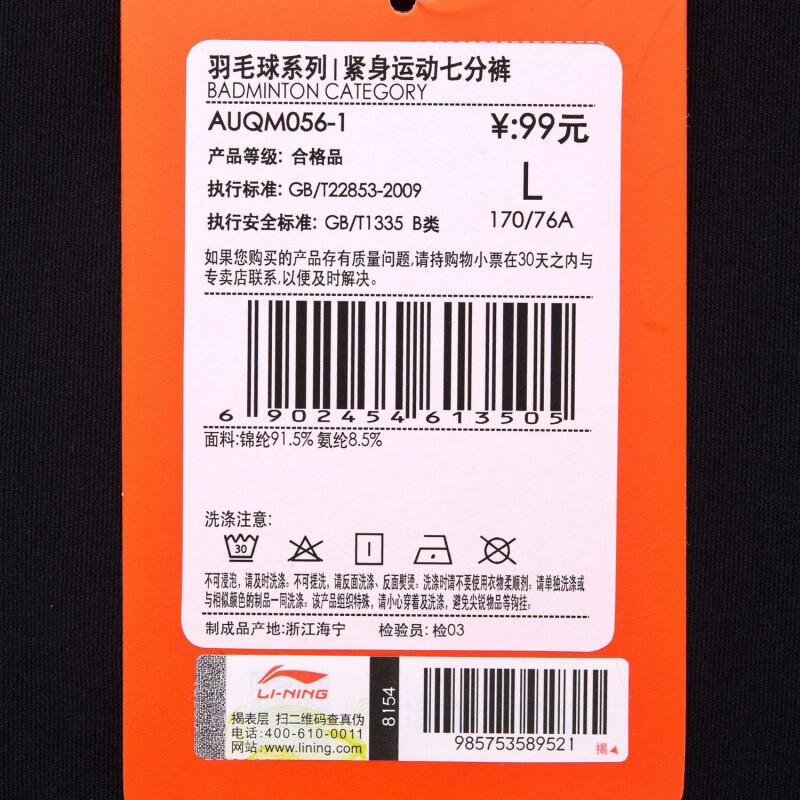 羽毛球系列|紧身运动七分裤
BADMINTON CATEGORY
AUQM056-1
¥:99元
产品等级: 合格品
执行标准: GB/T22853-2009
L
执行安全标准: GB/T1335 B类
170/76A
如果您购买的产品存有质量问题,请持购物小票在30天之内与
专卖店联系,以便及时解决。
6 902454 613505
面料:锦纶91.5% 氨纶8.5%
洗涤注意:
30
不可浸泡，请及时洗涤。不可搓洗，请反面洗涤、反面熨烫。洗涤时请不要使用衣物柔顺剂。请单独洗涤或
与相似颜色的制品一同洗涤。该产品组织特殊，请小心穿着及洗涤，避免尖锐物品等钩挂。
制成品产地:浙江海宁 检验员: 检03
LI-NING
揭表层 扫二维码查真伪
电话:400-610-0011
网站:www.lining.com
8154
985753589521
揭